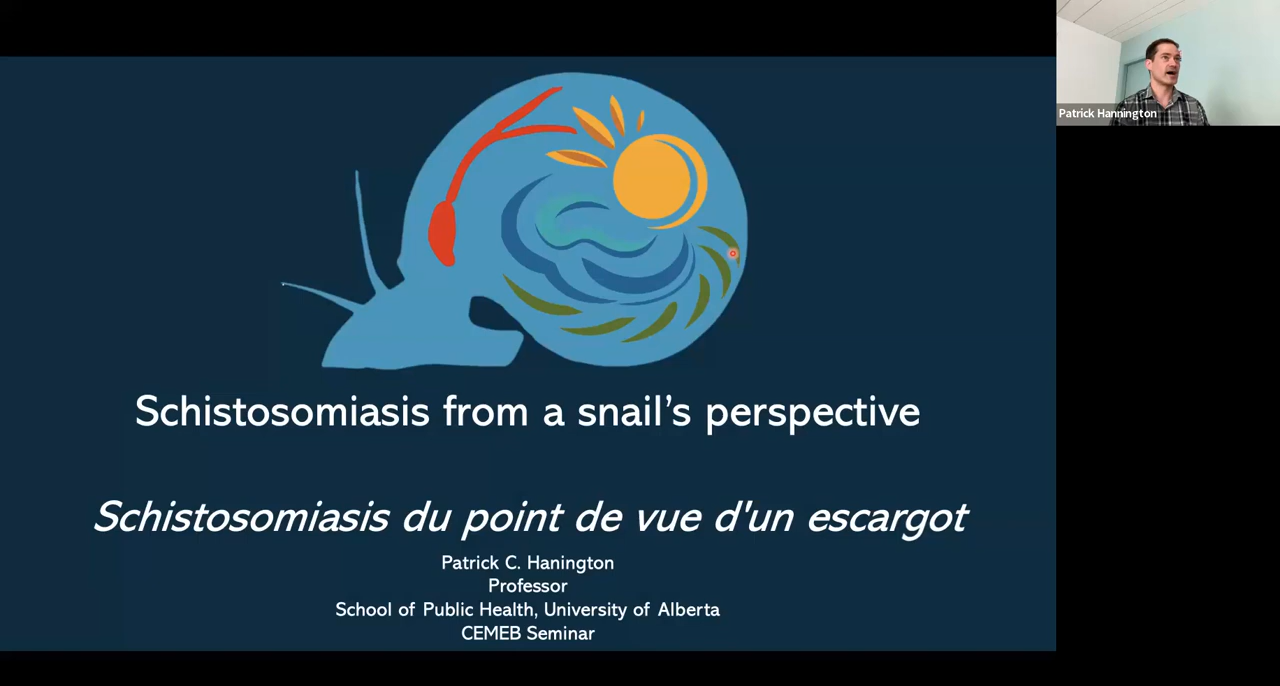 Patrick Hannington
Schistosomiasis from a snail's perspective
Schistosomiasis du point de vue d'un escargot
Patrick C. Hanington
Professor
School of Public Health, University of Alberta
CEMEB Seminar